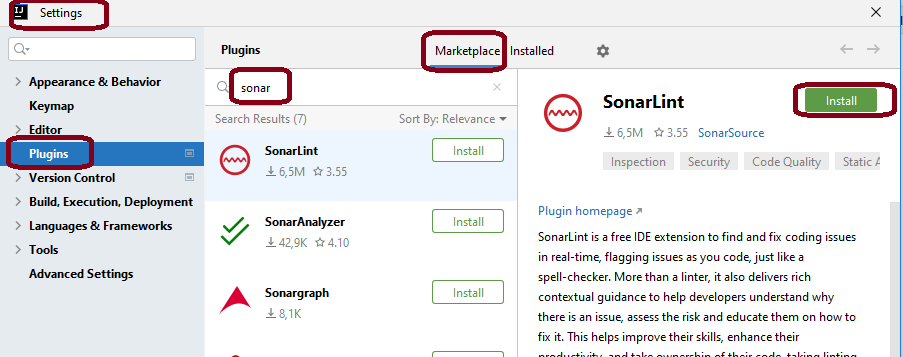 IJ
Settings
Appearance & Behavior
Keymap
Editor
Plugins
Version Control
Build, Execution, Deployment
Languages & Frameworks
Tools
Advanced Settings
Plugins
Marketplace
Installed
sonar
Search Results (7)
Sort By: Relevance
SonarLint
Install
6,5M 3.55
SonarAnalyzer
Install
42,9K 4.10
Sonargraph
Install
8,1K
SonarLint
Install
6,5M 3.55 SonarSource
Inspection Security Code Quality Static A
Plugin homepage
SonarLint is a free IDE extension to find and fix coding issues
in real-time, flagging issues as you code, just like a
spell-checker. More than a linter, it also delivers rich
contextual guidance to help developers understand why
there is an issue, assess the risk and educate them on how to
fix it. This helps improve their skills, enhance their
productivity, and take ownership of their code, taking linting